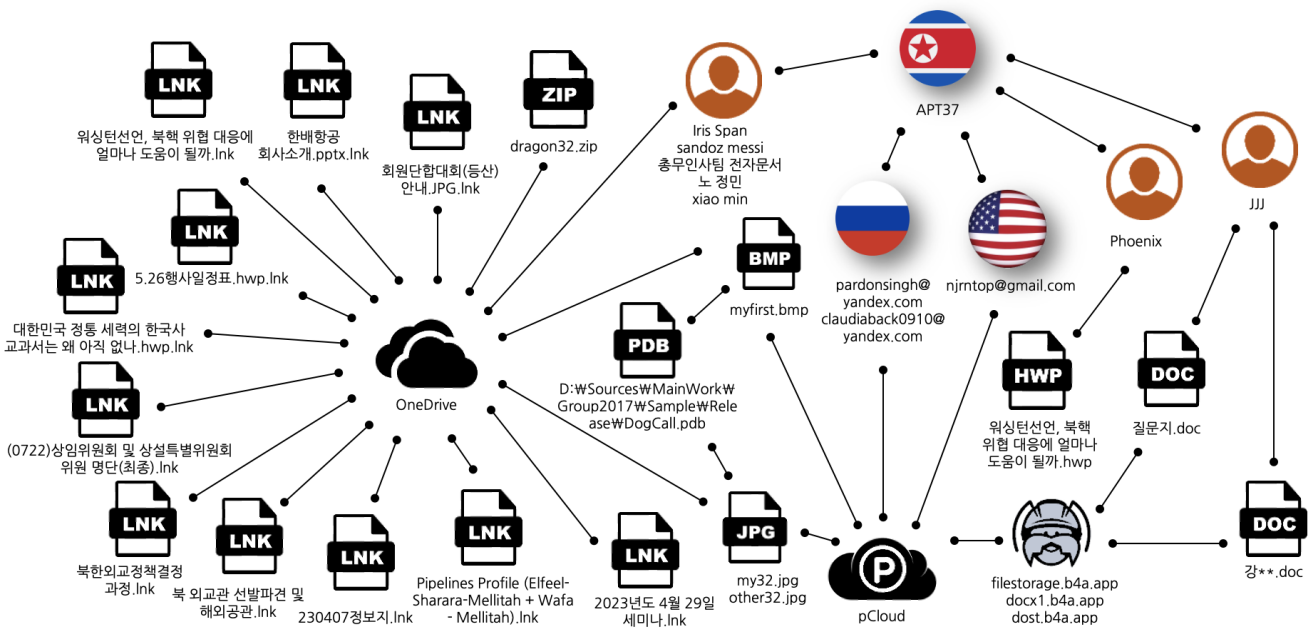 LNK
워싱턴선언, 북핵 위협 대응에
얼마나 도움이 될까.lnk
LNK
한배항공
회사소개.pptx.lnk
LNK
회원단합대회(등산)
안내.JPG.lnk
ZIP
dragon32.zip
Iris Span
sandoz messi
총무인사팀 전자문서
노 정민
xiao min
APT37
JJJ
Phoenix
LNK
5.26행사일정표.hwp.lnk
LNK
대한민국 정통 세력의 한국사
교과서는 왜 아직 없나.hwp.lnk
BMP
myfirst.bmp
pardonsingh@
yandex.com
claudiaback0910@
yandex.com
njrntop@gmail.com
PDB
D:₩Sources₩MainWork₩
Group2017₩Sample₩Rele
ase₩DogCall.pdb
OneDrive
HWP
워싱턴선언, 북핵
위협 대응에 얼마나
도움이 될까.hwp
DOC
질문지.doc
LNK
(0722)상임위원회 및 상설특별위원회
위원 명단(최종).lnk
LNK
북한외교정책결정
과정.lnk
LNK
북 외교관 선발파견 및
해외공관.lnk
LNK
230407정보지.lnk
LNK
Pipelines Profile (Elfeel-
Sharara-Mellitah + Wafa
- Mellitah).lnk
LNK
2023년도 4월 29일
세미나.lnk
JPG
my32.jpg
other32.jpg
P
pCloud
filestorage.b4a.app
docx1.b4a.app
dost.b4a.app
DOC
강**.doc